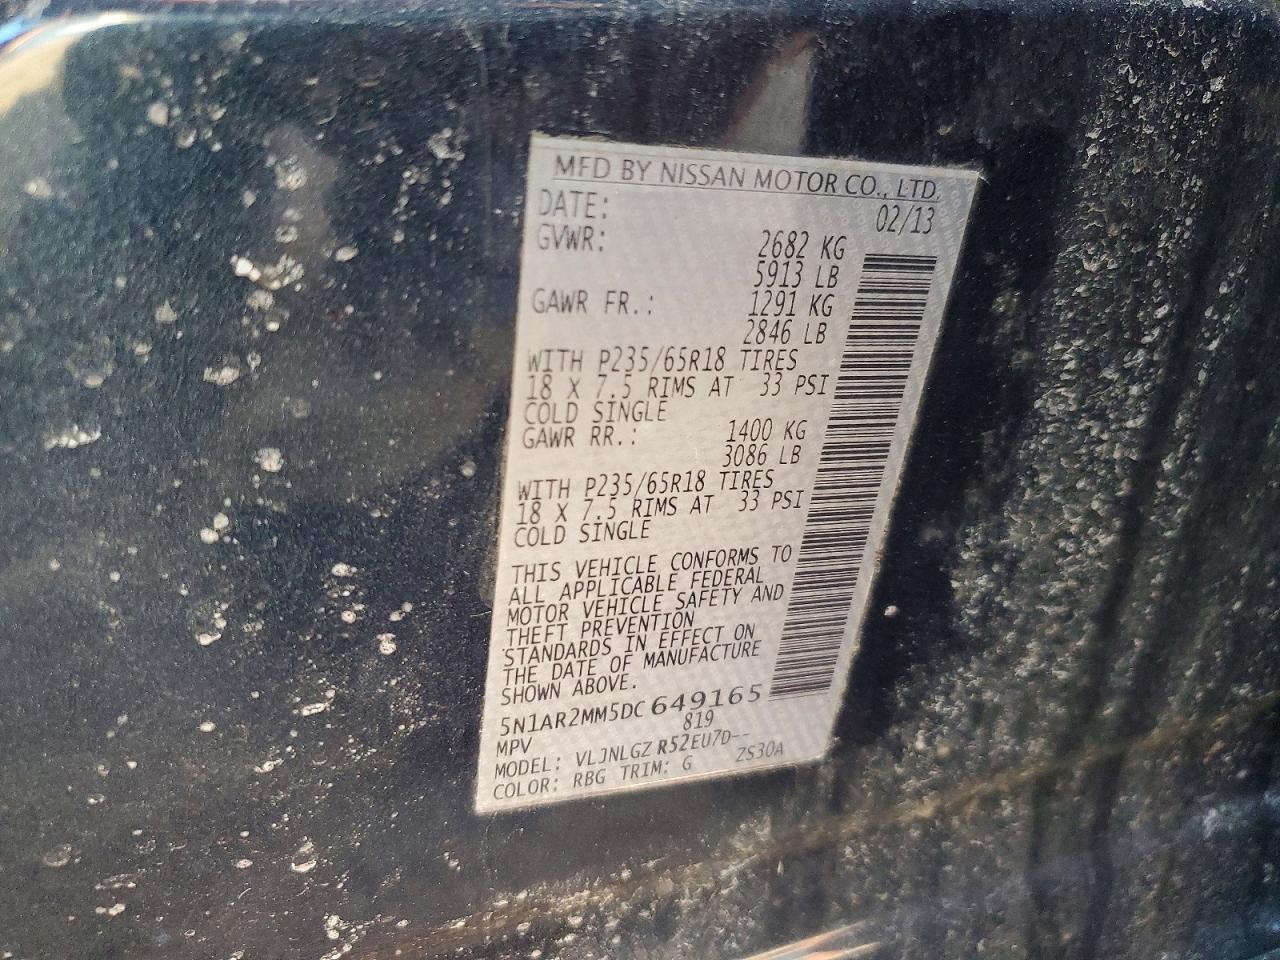 MFD BY NISSAN MOTOR CO., LTD.
DATE: 02/13
GVWR: 2682 KG
5913 LB
GAWR FR.: 1291 KG
2846 LB
WITH P235/65R18 TIRES
18 X 7.5 RIMS AT 33 PSI
COLD SINGLE
GAWR RR.: 1400 KG
3086 LB
WITH P235/65R18 TIRES
18 X 7.5 RIMS AT 33 PSI
COLD SINGLE
THIS VEHICLE CONFORMS TO
ALL APPLICABLE FEDERAL
MOTOR VEHICLE SAFETY AND
THEFT PREVENTION
STANDARDS IN EFFECT ON
THE DATE OF MANUFACTURE
SHOWN ABOVE.
5N1AR2MM5DC649165
MPV 819
MODEL: VLJNLGZ R52EU7D--
COLOR: RBG TRIM: G ZS30A